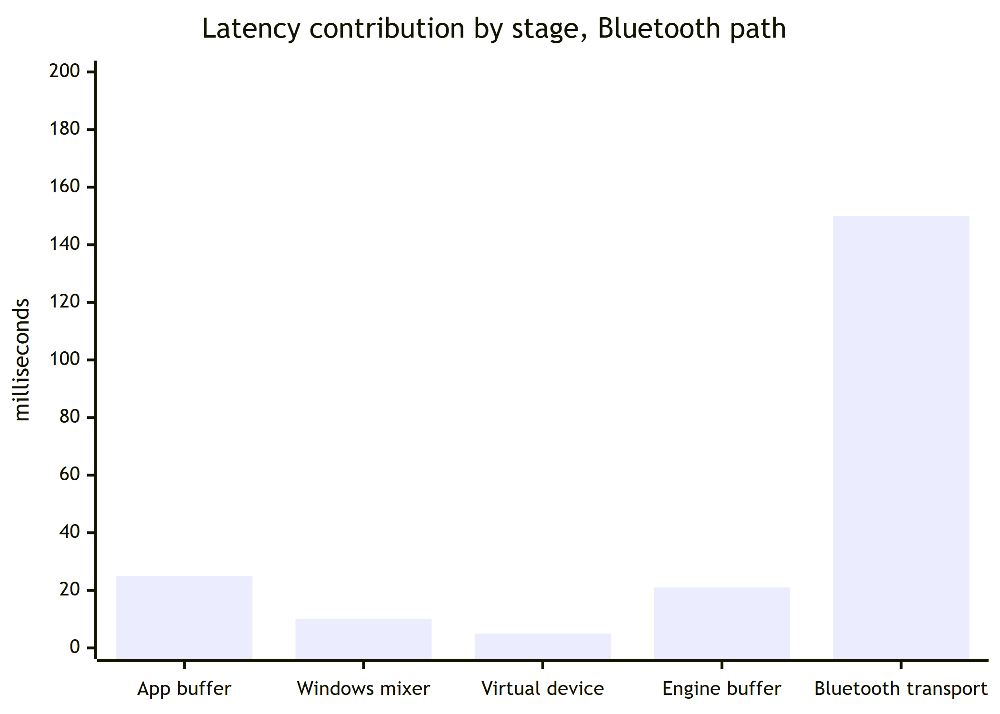 Latency contribution by stage, Bluetooth path
milliseconds
200
180
160
140
120
100
80
60
40
20
0
App buffer
Windows mixer
Virtual device
Engine buffer
Bluetooth transport